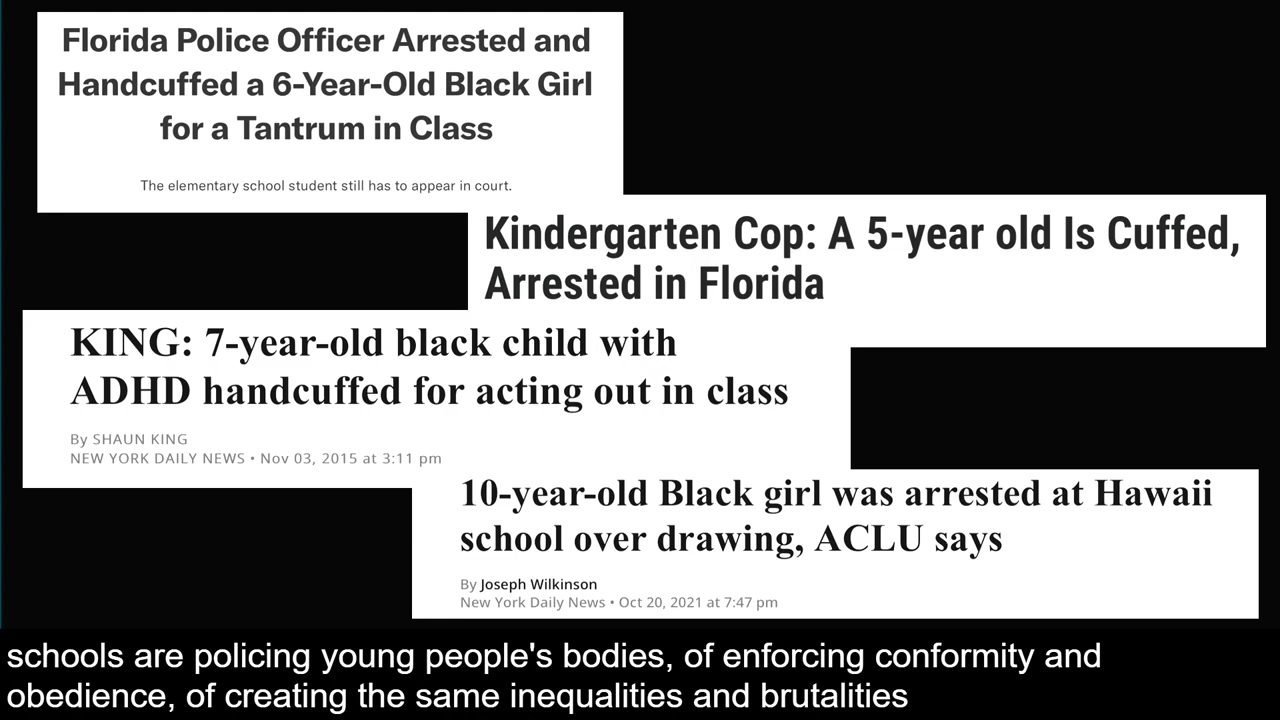 Florida Police Officer Arrested and
Handcuffed a 6-Year-Old Black Girl
for a Tantrum in Class
The elementary school student still has to appear in court.
Kindergarten Cop: A 5-year old Is Cuffed,
Arrested in Florida
KING: 7-year-old black child with
ADHD handcuffed for acting out in class
By SHAUN KING
NEW YORK DAILY NEWS • Nov 03, 2015 at 3:11 pm
10-year-old Black girl was arrested at Hawaii
school over drawing, ACLU says
By Joseph Wilkinson
New York Daily News • Oct 20, 2021 at 7:47 pm
schools are policing young people's bodies, of enforcing conformity and
obedience, of creating the same inequalities and brutalities